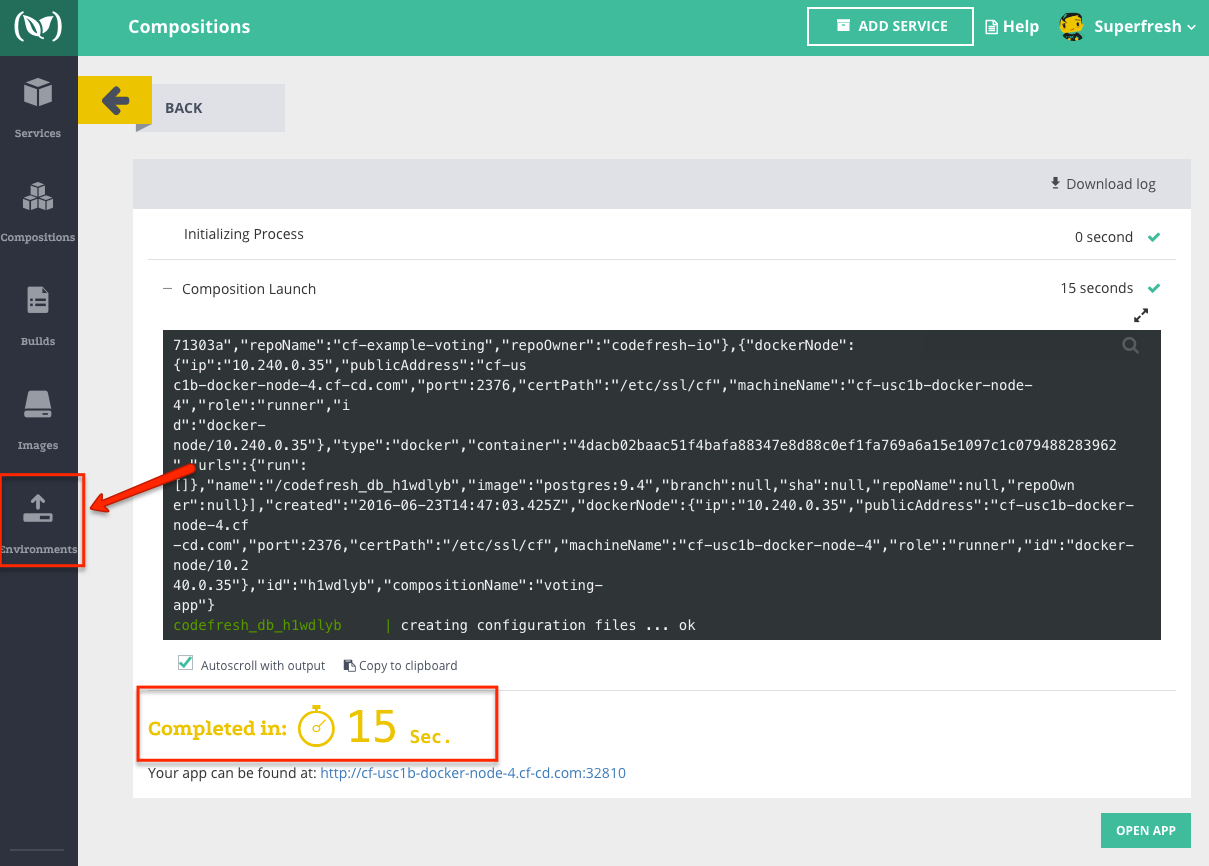 Compositions
ADD SERVICE
Help
Superfresh
Services
Compositions
Builds
Images
Environments
BACK
Download log
Initializing Process
0 second
Composition Launch
15 seconds
71303a","repoName":"cf-example-voting","repoOwner":"codefresh-io"},{"dockerNode":
{"ip":"10.240.0.35","publicAddress":"cf-us
c1b-docker-node-4.cf-cd.com","port":2376,"certPath":"/etc/ssl/cf","machineName":"cf-usc1b-docker-node-
4","role":"runner","i
d":"docker-
node/10.240.0.35"},"type":"docker","container":"4dacb02baac51f4bafa88347e8d88c0ef1fa769a6a15e1097c1c079488283962
","urls":{"run":
[]},"name":"/codefresh_db_h1wdlyb","image":"postgres:9.4","branch":null,"sha":null,"repoName":null,"repoOwn
er":null}],"created":"2016-06-23T14:47:03.425Z","dockerNode":{"ip":"10.240.0.35","publicAddress":"cf-usc1b-docker-
node-4.cf
-cd.com","port":2376,"certPath":"/etc/ssl/cf","machineName":"cf-usc1b-docker-node-4","role":"runner","id":"docker-
node/10.2
40.0.35"},"id":"h1wdlyb","compositionName":"voting-
app"}
codefresh_db_h1wdlyb | creating configuration files ... ok
Autoscroll with output
Copy to clipboard
Completed in: 15 Sec.
Your app can be found at: http://cf-usc1b-docker-node-4.cf-cd.com:32810
OPEN APP